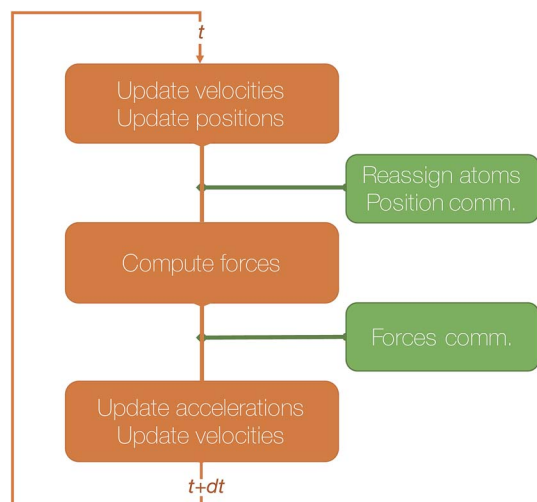 t
Update velocities
Update positions
Reassign atoms
Position comm.
Compute forces
Forces comm.
Update accelerations
Update velocities
t+dt